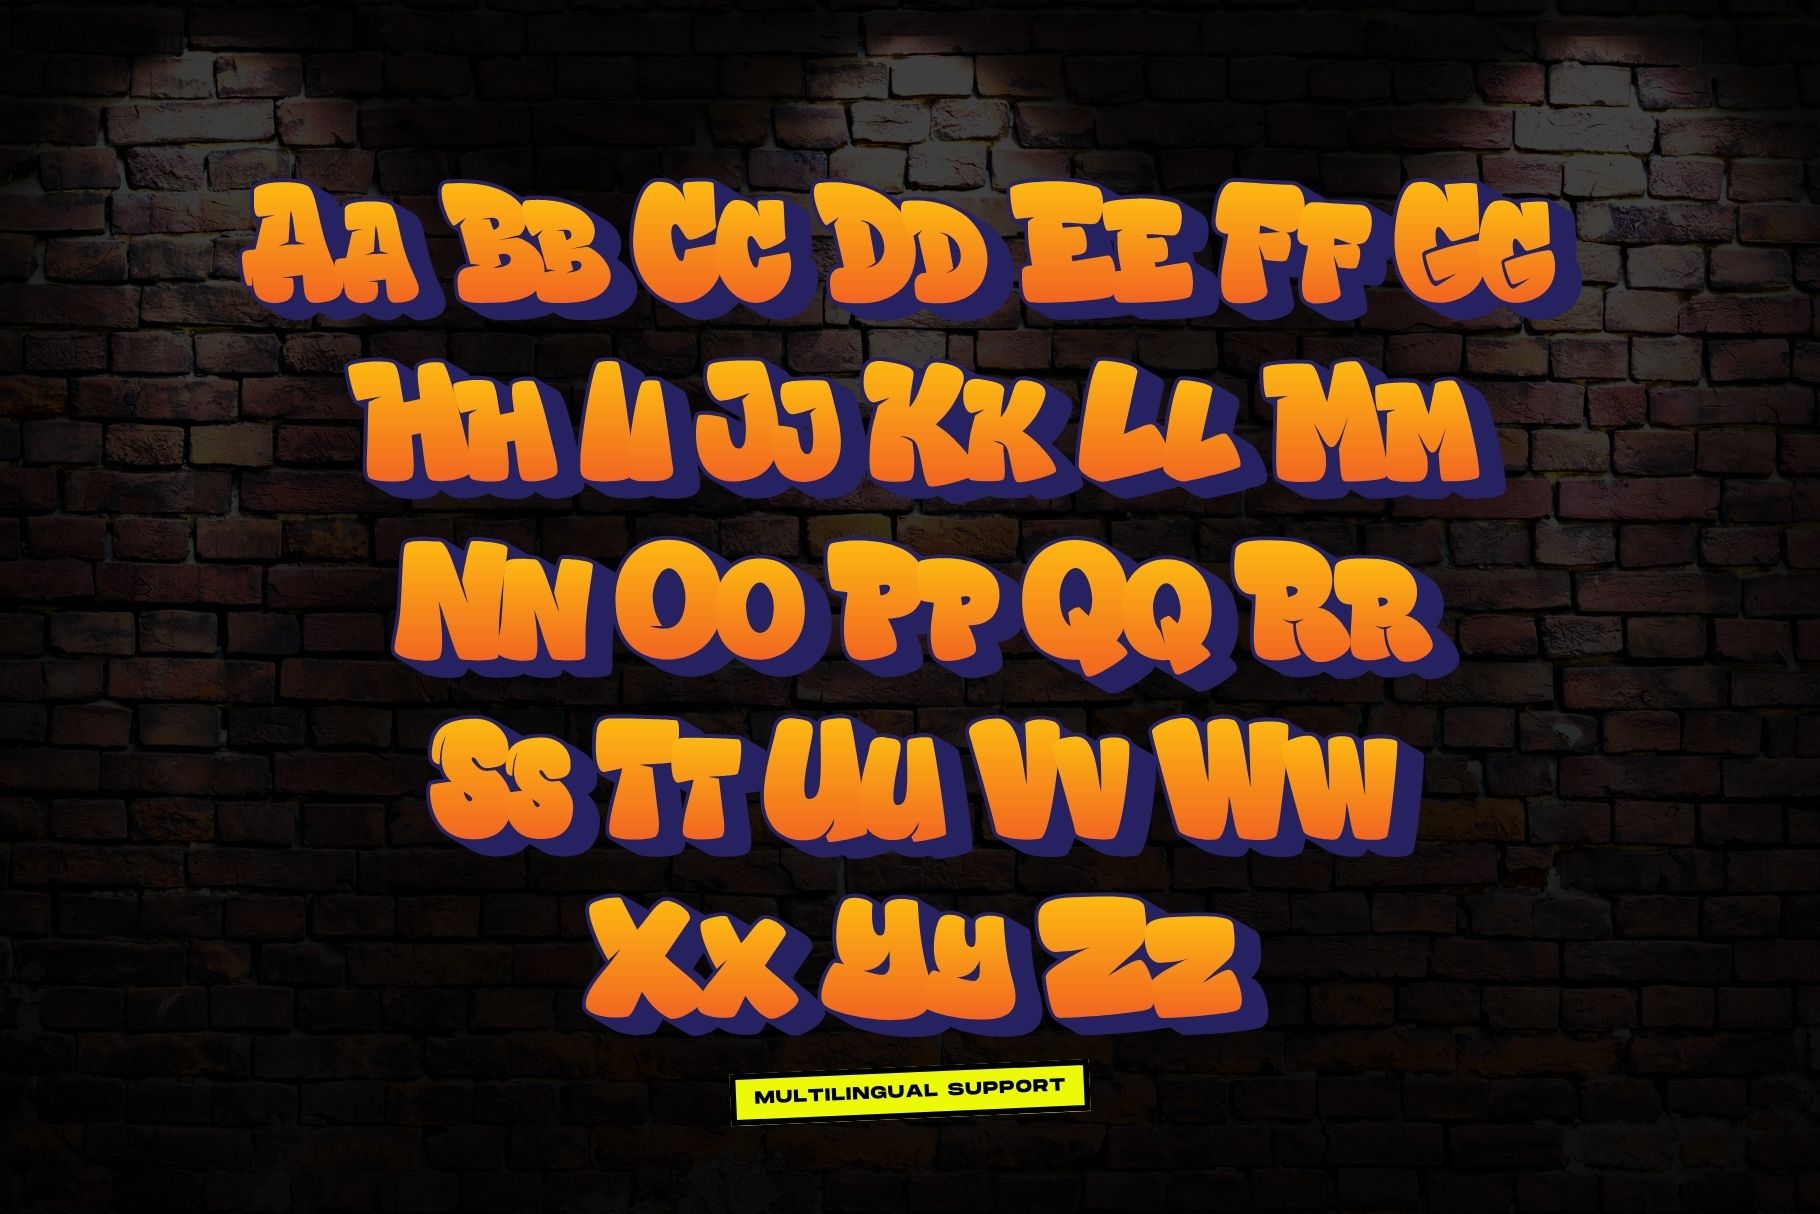 Aa Bb Cc Dd Ee Ff Gg
Hh Ii Jj Kk Ll Mm
Nn Oo Pp Qq Rr
Ss Tt Uu Vv Ww
Xx Yy Zz
MULTILINGUAL SUPPORT